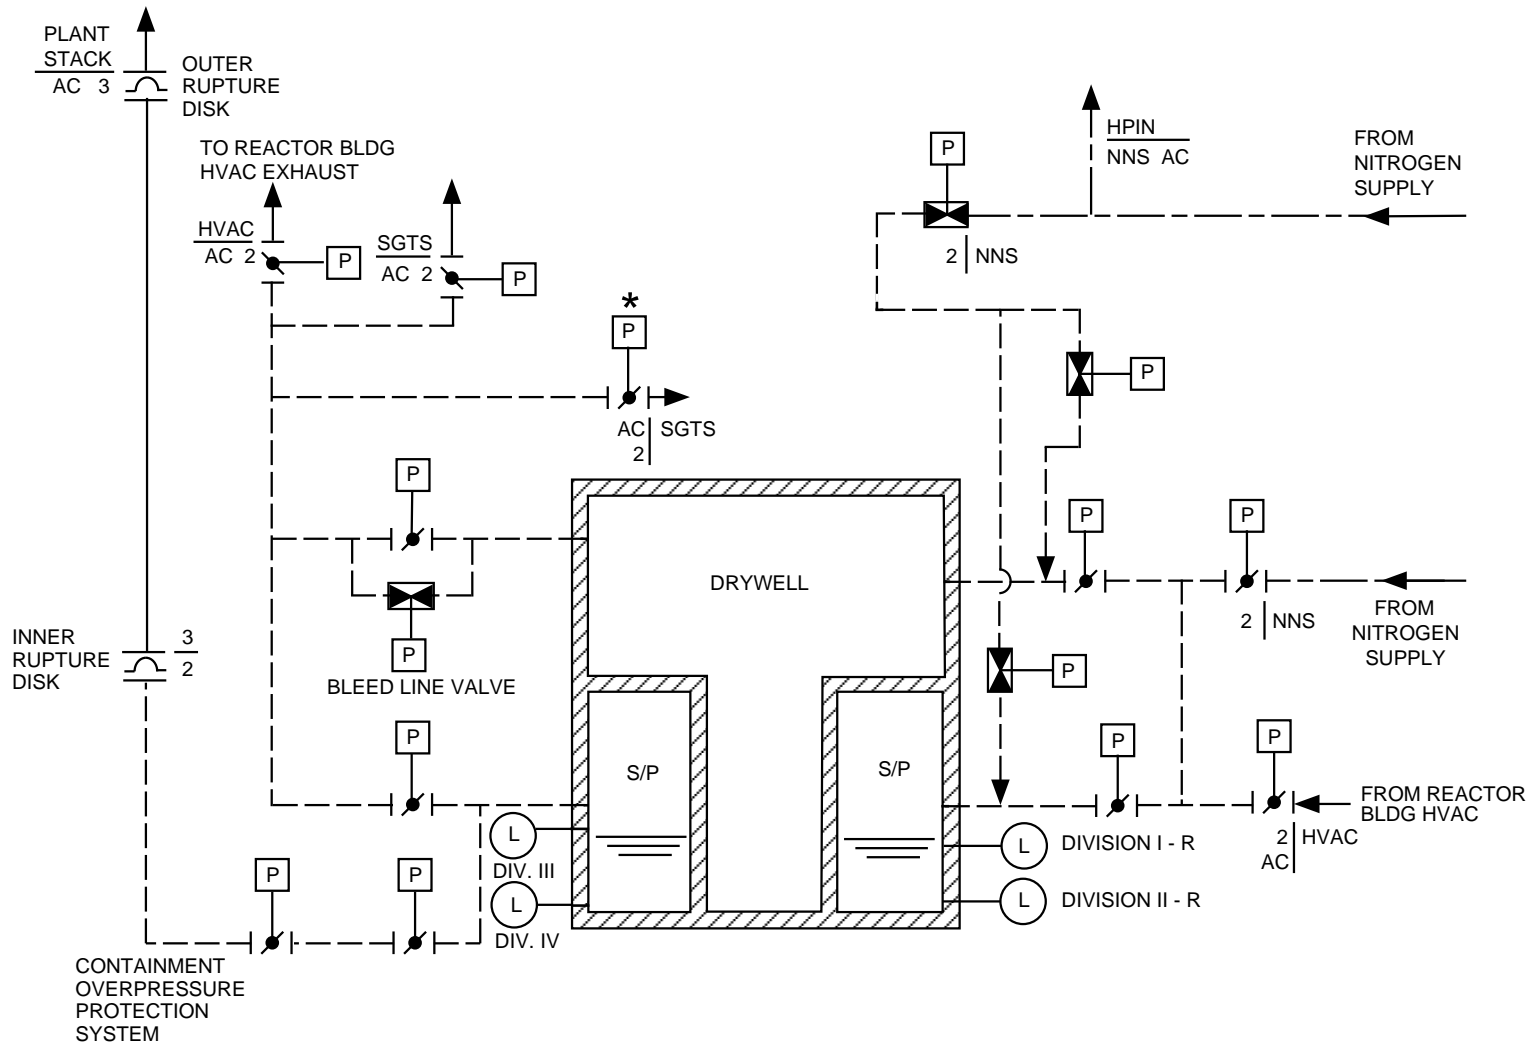 PLANT
STACK
AC 3
OUTER
RUPTURE
DISK
TO REACTOR BLDG
HVAC EXHAUST
HVAC
AC 2
P
SGTS
AC 2
P
*
P
AC
2
SGTS
P
2
NNS
HPIN
NNS AC
FROM
NITROGEN
SUPPLY
P
P
P
BLEED LINE VALVE
INNER
RUPTURE
DISK
3
2
DRYWELL
P
P
2
NNS
FROM
NITROGEN
SUPPLY
P
P
S/P
S/P
P
P
FROM REACTOR
BLDG HVAC
2
AC
HVAC
L
DIV. III
L
DIV. IV
L
DIVISION I - R
L
DIVISION II - R
P
P
CONTAINMENT
OVERPRESSURE
PROTECTION
SYSTEM